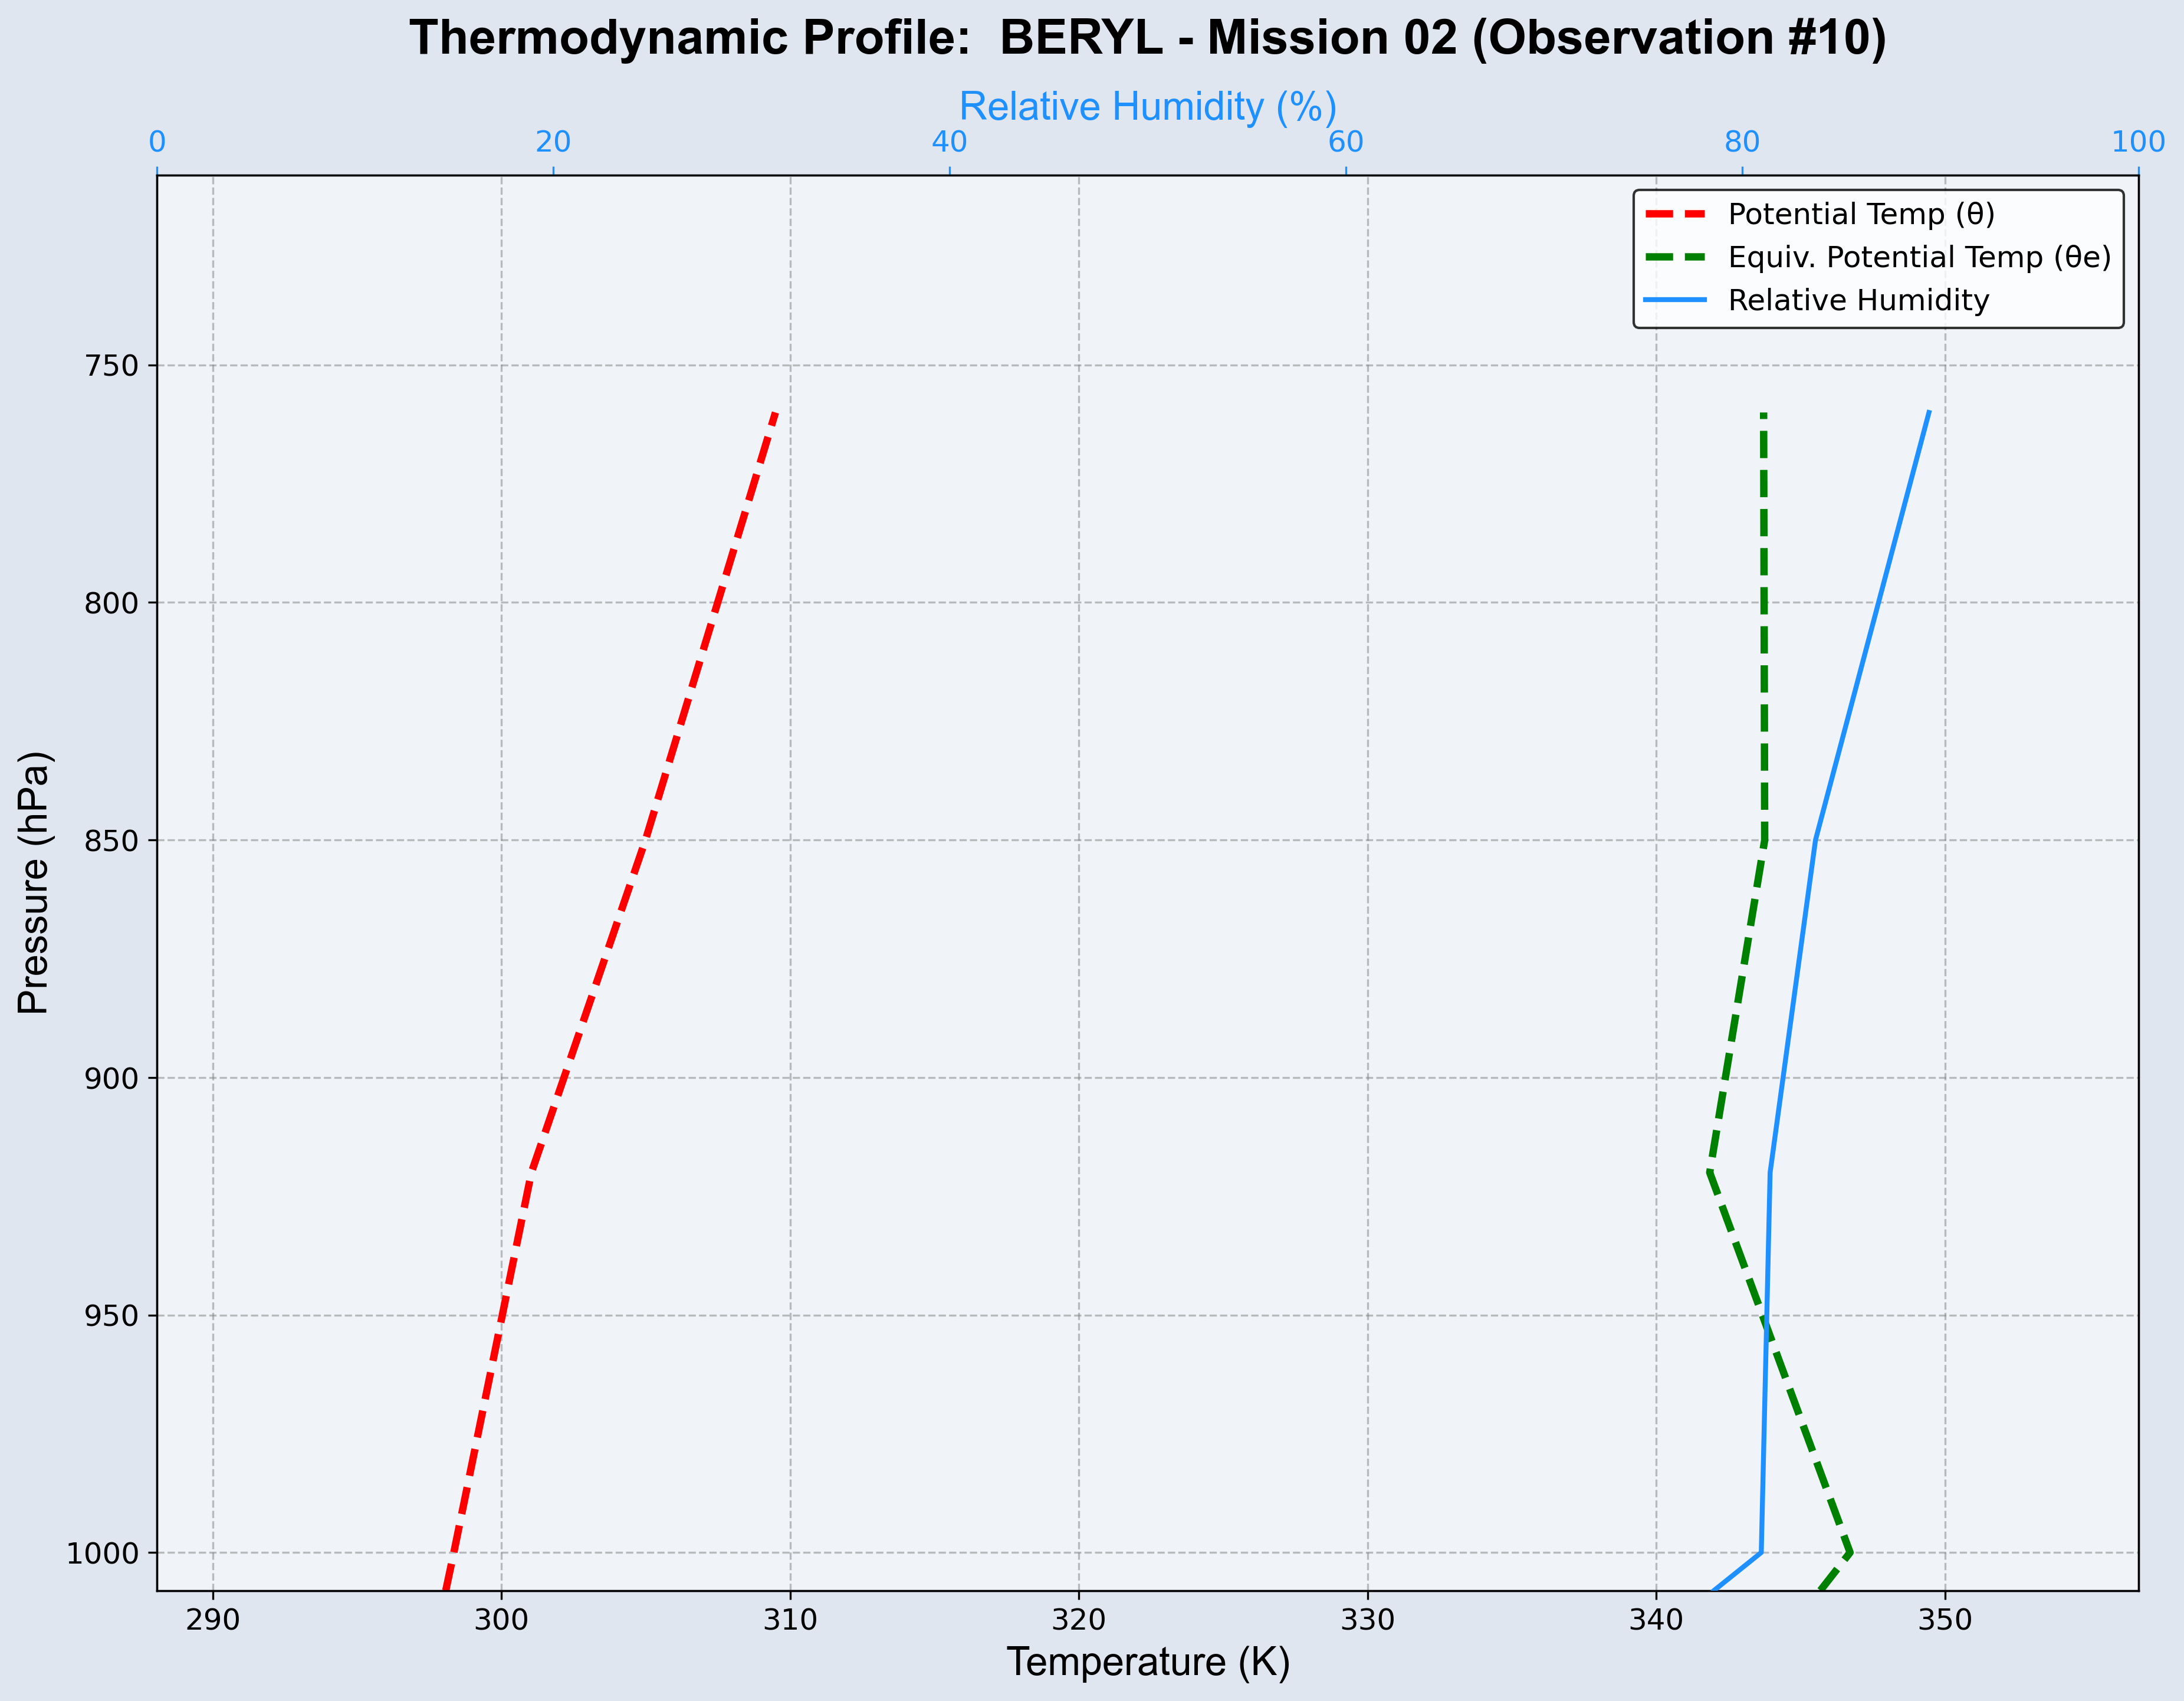 Thermodynamic Profile:  BERYL - Mission 02 (Observation #10)
Relative Humidity (%)
0 20 40 60 80 100
Potential Temp (θ)
Equiv. Potential Temp (θe)
Relative Humidity
750
800
850
900
950
1000
Pressure (hPa)
290 300 310 320 330 340 350
Temperature (K)